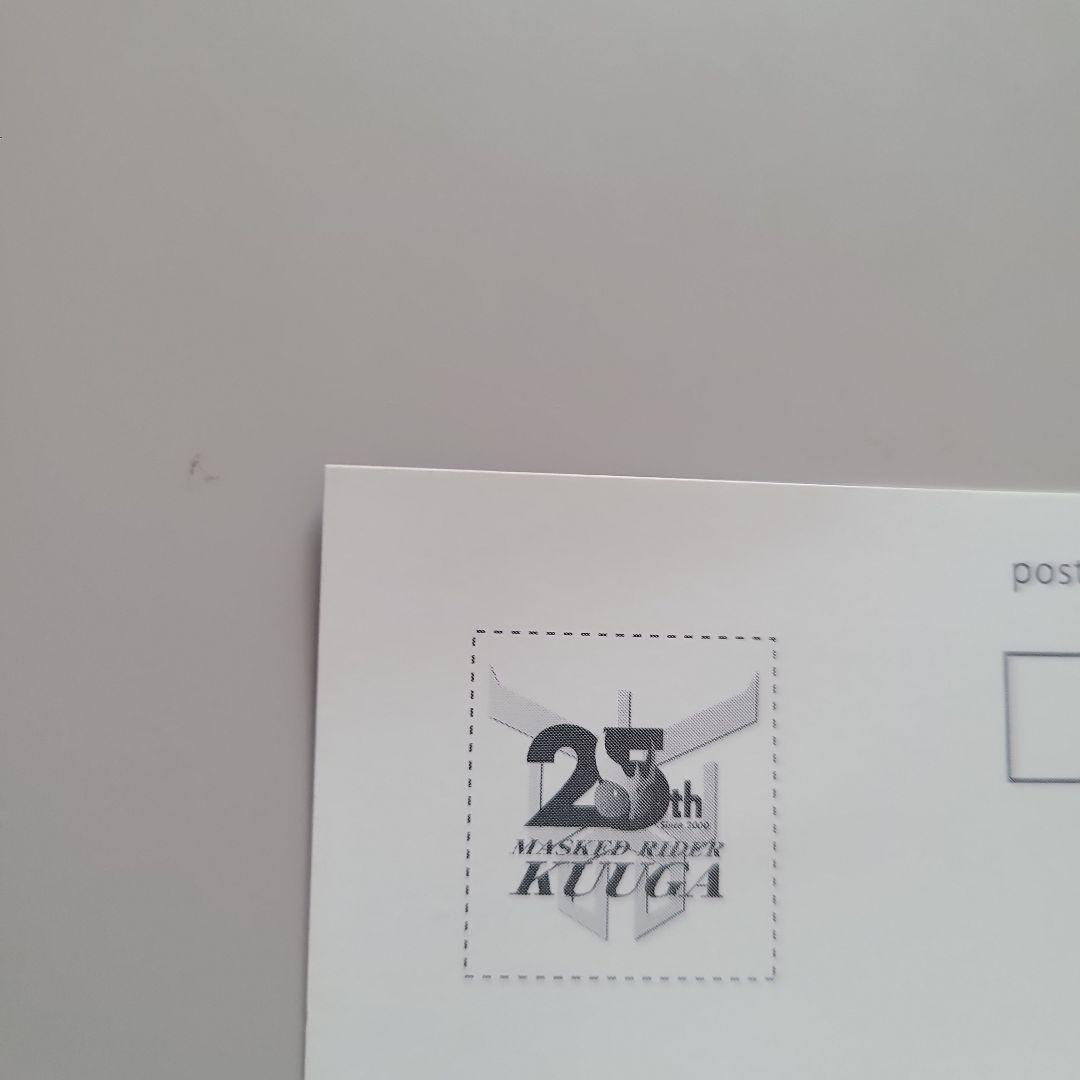 post
25th
Since 2000
MASKED RIDER
KUUGA